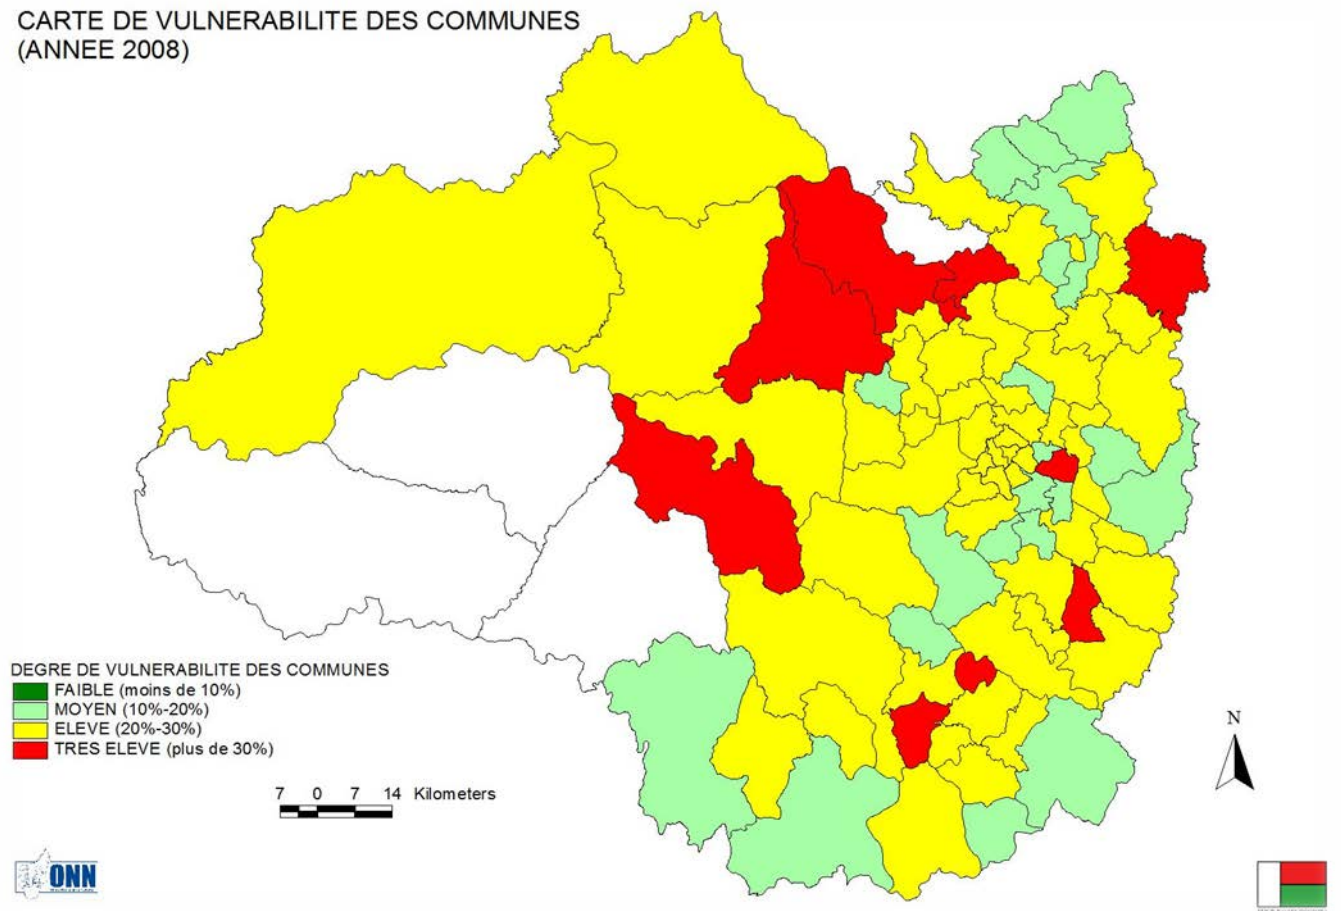 CARTE DE VULNERABILITE DES COMMUNES
(ANNEE 2008)
DEGRE DE VULNERABILITE DES COMMUNES
FAIBLE (moins de 10%)
MOYEN (10%-20%)
ELEVE (20%-30%)
TRES ELEVE (plus de 30%)
7 0 7 14 Kilometers
N
ONN